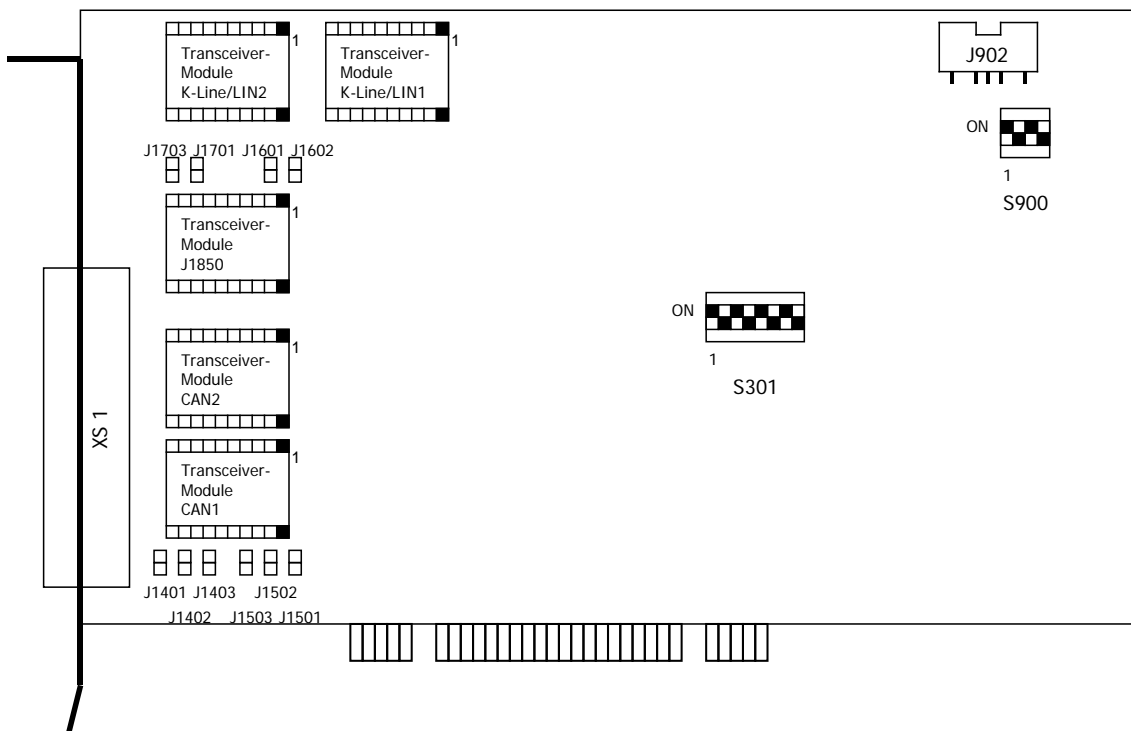 Transceiver-
Module
K-Line/LIN2
1
Transceiver-
Module
K-Line/LIN1
1
J902
ON
1
S900
J1703 J1701 J1601 J1602
Transceiver-
Module
J1850
1
ON
1
S301
Transceiver-
Module
CAN2
1
XS 1
Transceiver-
Module
CAN1
1
J1401 J1403 J1502
J1402 J1503 J1501